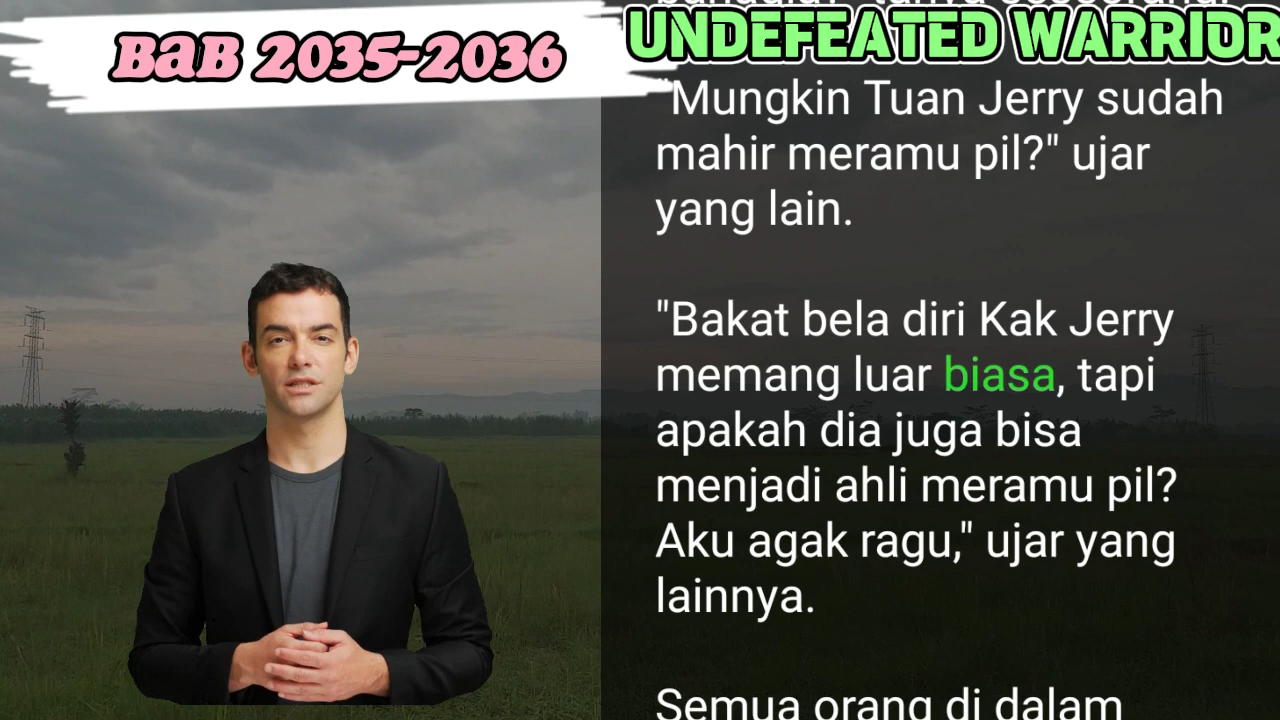 BaB 2035-2036
UNDEFEATED WARRIOR
"Mungkin Tuan Jerry sudah
mahir meramu pil?" ujar
yang lain.
"Bakat bela diri Kak Jerry
memang luar biasa, tapi
apakah dia juga bisa
menjadi ahli meramu pil?
Aku agak ragu," ujar yang
lainnya.
Semua orang di dalam